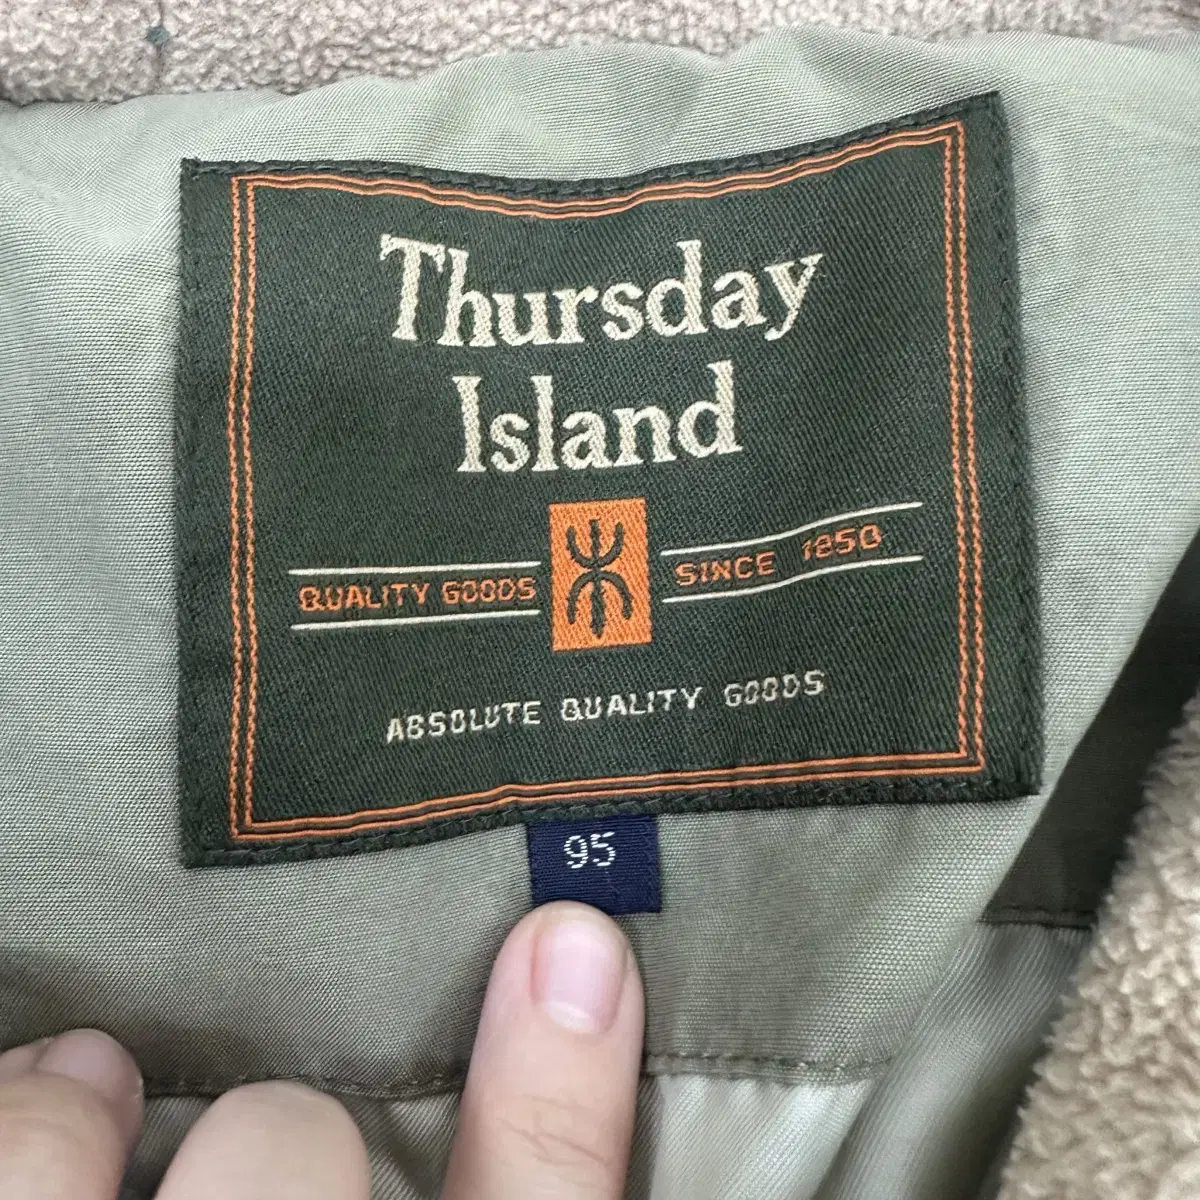 Thursday
Island
QUALITY GOODS SINCE 1850
ABSOLUTE QUALITY GOODS
95